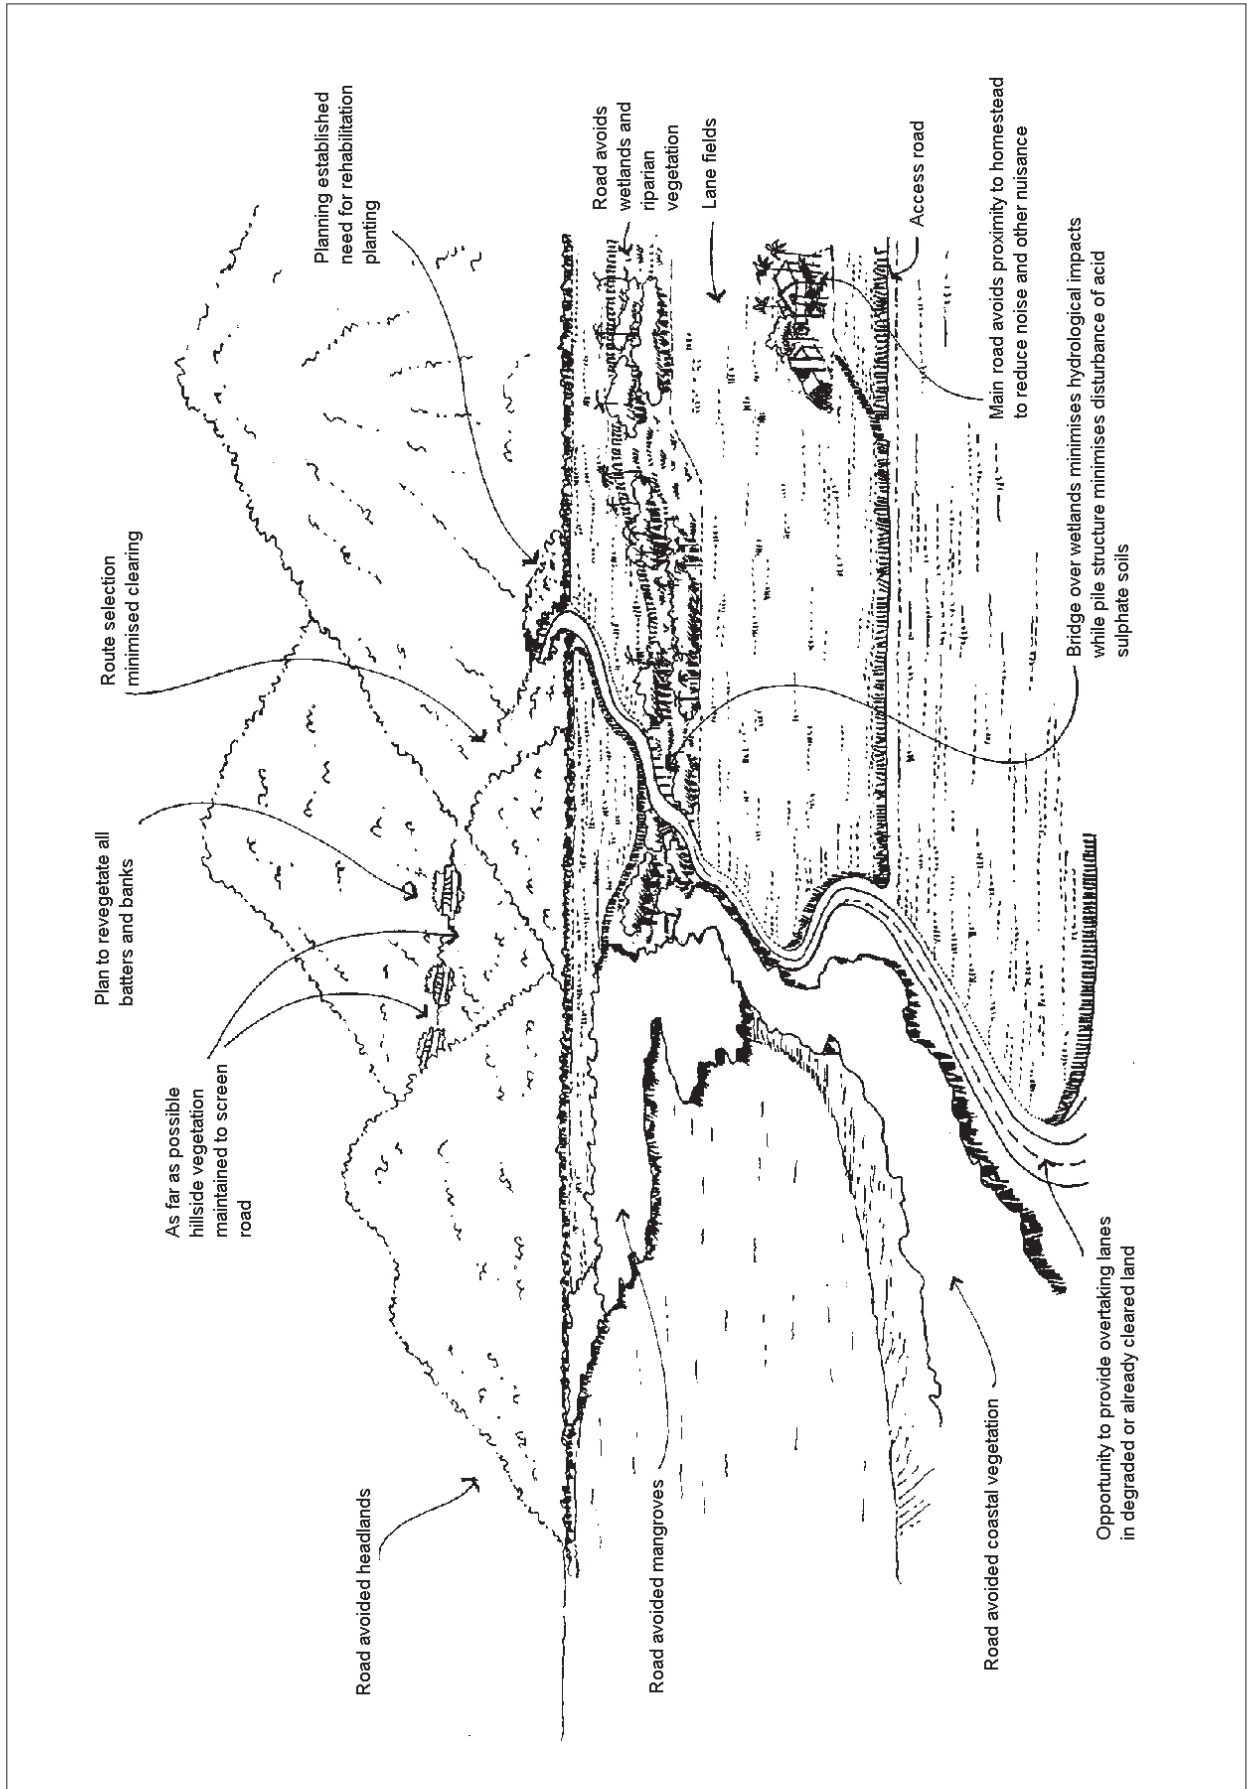 Route selection
minimised clearing
Plan to revegetate all
batters and banks
As far as possible
hillside vegetation
maintained to screen
road
Planning established
need for rehabilitation
planting
Road avoided headlands
Road avoids
wetlands and
riparian
vegetation
Lane fields
Road avoided mangroves
Access road
Road avoided coastal vegetation
Main road avoids proximity to homestead
to reduce noise and other nuisance
Bridge over wetlands minimises hydrological impacts
while pile structure minimises disturbance of acid
sulphate soils
Opportunity to provide overtaking lanes
in degraded or already cleared land